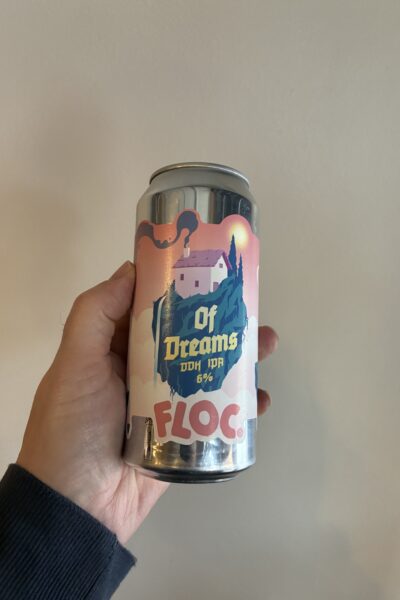 Of
Dreams
DDH IPA
6%
FLOC.